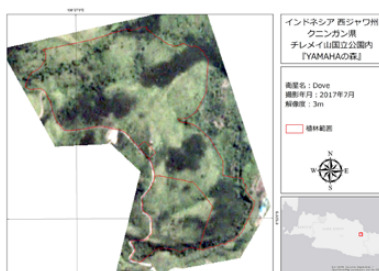 インドネシア 西ジャワ州
クニンガン県
チレメイ山国立公園内
『YAMAHAの森』
衛星名：Dove
撮影年月：2017年7月
解像度：3m
植林範囲
N
W
E
S